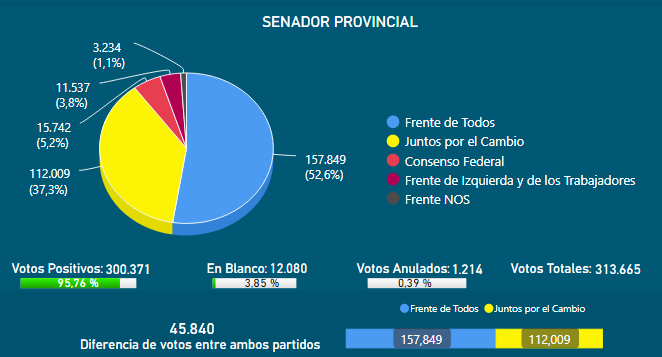 SENADOR PROVINCIAL
3.234
(1,1%)
11.537
(3,8%)
15.742
(5,2%)
112.009
(37,3%)
157.849
(52,6%)
Frente de Todos
Juntos por el Cambio
Consenso Federal
Frente de Izquierda y de los Trabajadores
Frente NOS
Votos Positivos: 300.371
95,76 %
En Blanco: 12.080
3.85 %
Votos Anulados: 1.214
0.39 %
Votos Totales: 313.665
Frente de Todos Juntos por el Cambio
45.840
Diferencia de votos entre ambos partidos
157,849 112,009